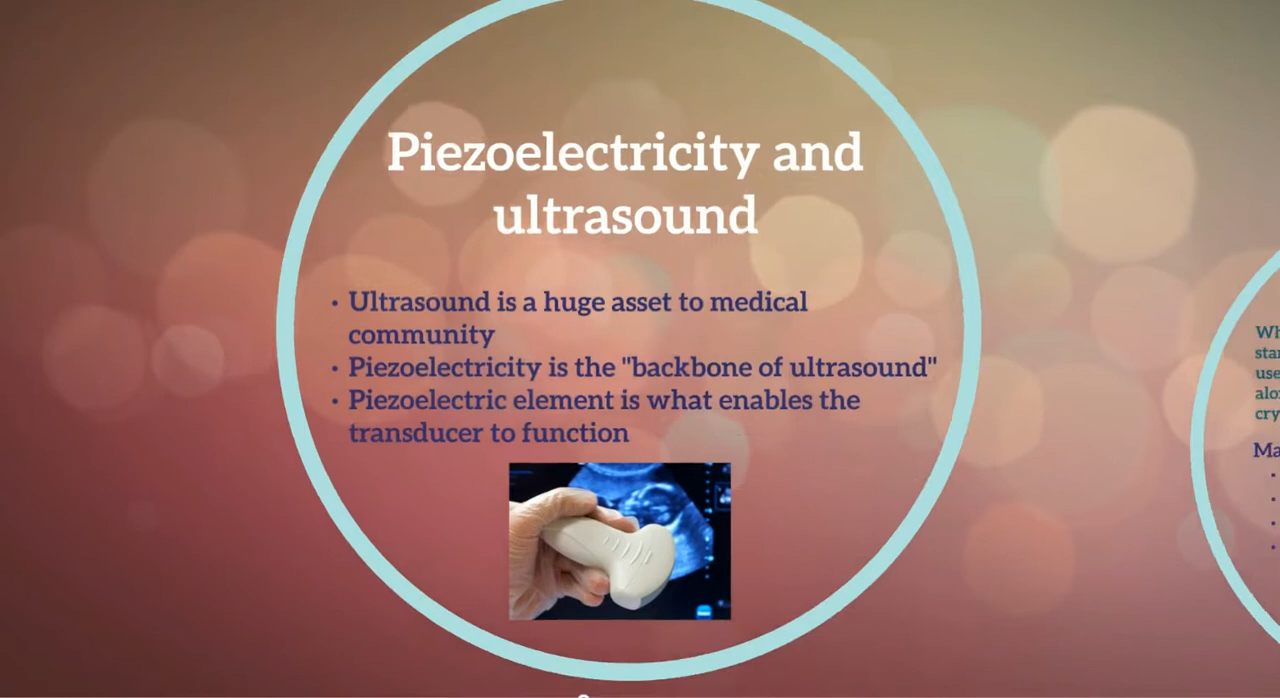 Piezoelectricity and
ultrasound
• Ultrasound is a huge asset to medical
community
• Piezoelectricity is the "backbone of ultrasound"
• Piezoelectric element is what enables the
transducer to function